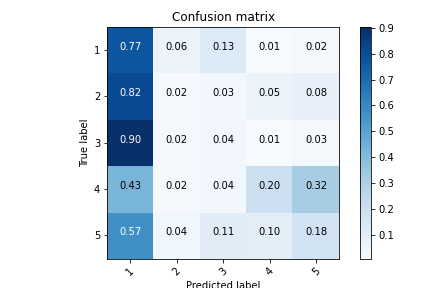 Confusion matrix
1 0.77 0.06 0.13 0.01 0.02
2 0.82 0.02 0.03 0.05 0.08
3 0.90 0.02 0.04 0.01 0.03
4 0.43 0.02 0.04 0.20 0.32
5 0.57 0.04 0.11 0.10 0.18
1 2 3 4 5
True label
Predicted label
0.9
0.8
0.7
0.6
0.5
0.4
0.3
0.2
0.1